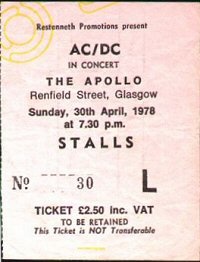 Restenneth Promotions present
AC/DC
IN CONCERT
THE APOLLO
Renfield Street, Glasgow
Sunday, 30th April, 1978
at 7.30 p.m.
STALLS
Nº 30 L
TICKET £2.50 inc. VAT
TO BE RETAINED
This Ticket is NOT Transferable